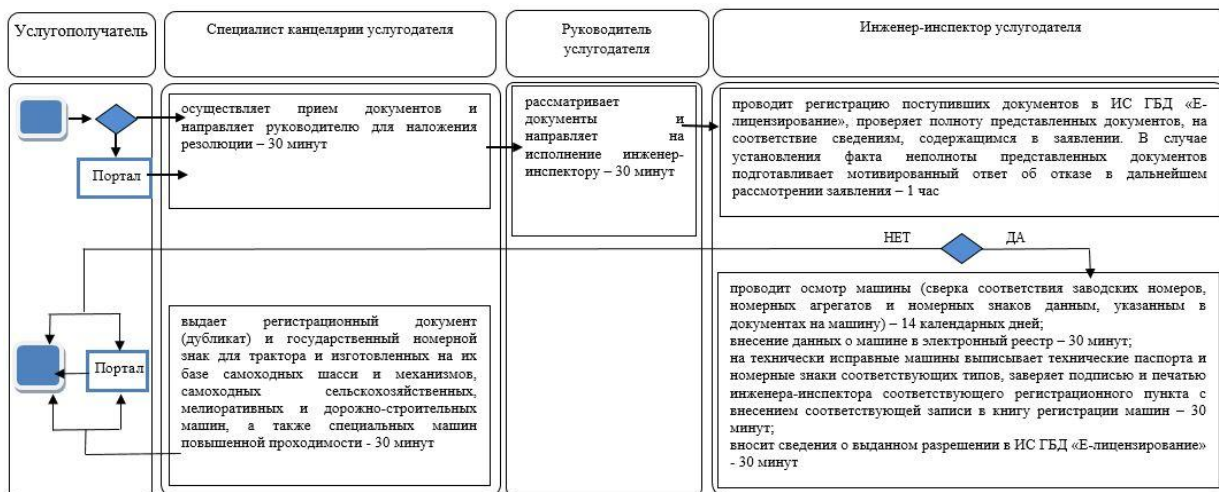 Услугополучатель
Специалист канцелярии услугодателя
Руководитель
услугодателя
Инженер-инспектор услугодателя
Портал
осуществляет прием документов и
направляет руководителю для наложения
резолюции – 30 минут
рассматривает
документы и
направляет на
исполнение инженер-
инспектору – 30 минут
проводит регистрацию поступивших документов в ИС ГБД «Е-
лицензирование», проверяет полноту представленных документов, на
соответствие сведениям, содержащимся в заявлении. В случае
установления факта неполноты представленных документов
подготавливает мотивированный ответ об отказе в дальнейшем
рассмотрении заявления – 1 час
НЕТ
ДА
Портал
выдает регистрационный документ
(дубликат) и государственный номерной
знак для трактора и изготовленных на их
базе самоходных шасси и механизмов,
самоходных сельскохозяйственных,
мелиоративных и дорожно-строительных
машин, а также специальных машин
повышенной проходимости - 30 минут
проводит осмотр машины (сверка соответствия заводских номеров,
номерных агрегатов и номерных знаков данным, указанным в
документах на машину) – 14 календарных дней;
внесение данных о машине в электронный реестр – 30 минут;
на технически исправные машины выписывает технические паспорта и
номерные знаки соответствующих типов, заверяет подписью и печатью
инженера-инспектора соответствующего регистрационного пункта с
внесением соответствующей записи в книгу регистрации машин – 30
минут;
вносит сведения о выданном разрешении в ИС ГБД «Е-лицензирование»
- 30 минут